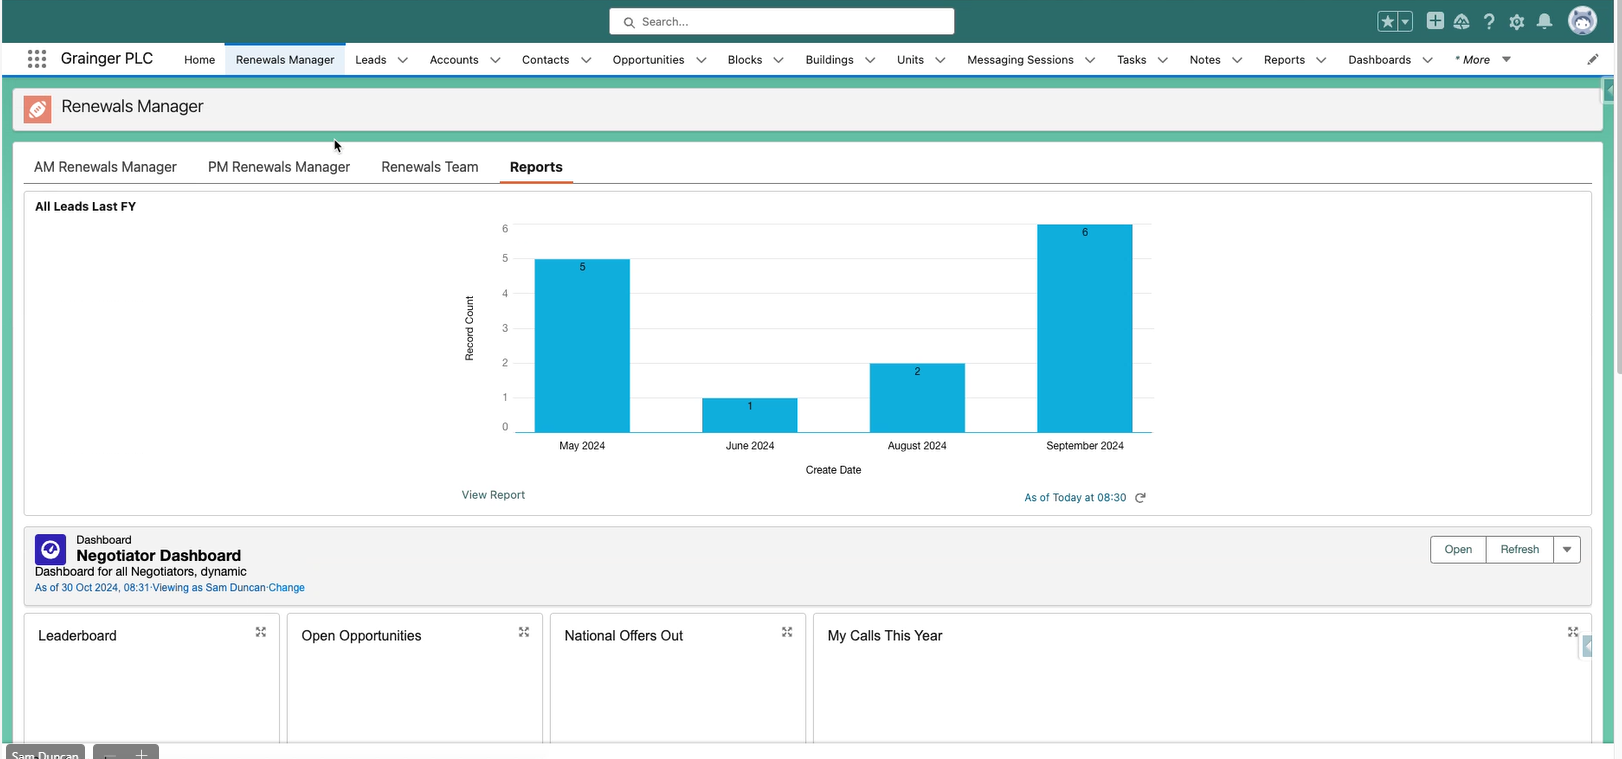 Search...
Grainger PLC
Home
Renewals Manager
Leads
Accounts
Contacts
Opportunities
Blocks
Buildings
Units
Messaging Sessions
Tasks
Notes
Reports
Dashboards
* More
Renewals Manager
AM Renewals Manager
PM Renewals Manager
Renewals Team
Reports
All Leads Last FY
Record Count
6
5
4
3
2
1
0
5
1
2
6
May 2024
June 2024
August 2024
September 2024
Create Date
View Report
As of Today at 08:30
Dashboard
Negotiator Dashboard
Dashboard for all Negotiators, dynamic
As of 30 Oct 2024, 08:31·Viewing as Sam Duncan·Change
Open
Refresh
Leaderboard
Open Opportunities
National Offers Out
My Calls This Year
Sam Duncan